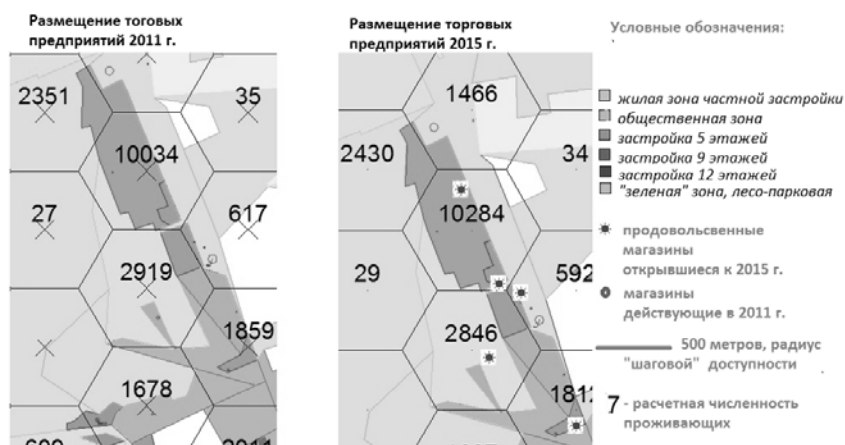 Размещение тоговых
предприятий 2011 г.
2351
35
10034
27
617
2919
1859
1678
Размещение торговых
предприятий 2015 г.
1466
2430
34
10284
29
592
2846
Условные обозначения:
жилая зона частной застройки
общественная зона
застройка 5 этажей
застройка 9 этажей
застройка 12 этажей
"зеленая" зона, лесо-парковая
продовольсвенные
магазины
открывшиеся к 2015 г.
магазины
действующие в 2011 г.
500 метров, радиус
"шаговой" доступности
7 - расчетная численность
проживающих